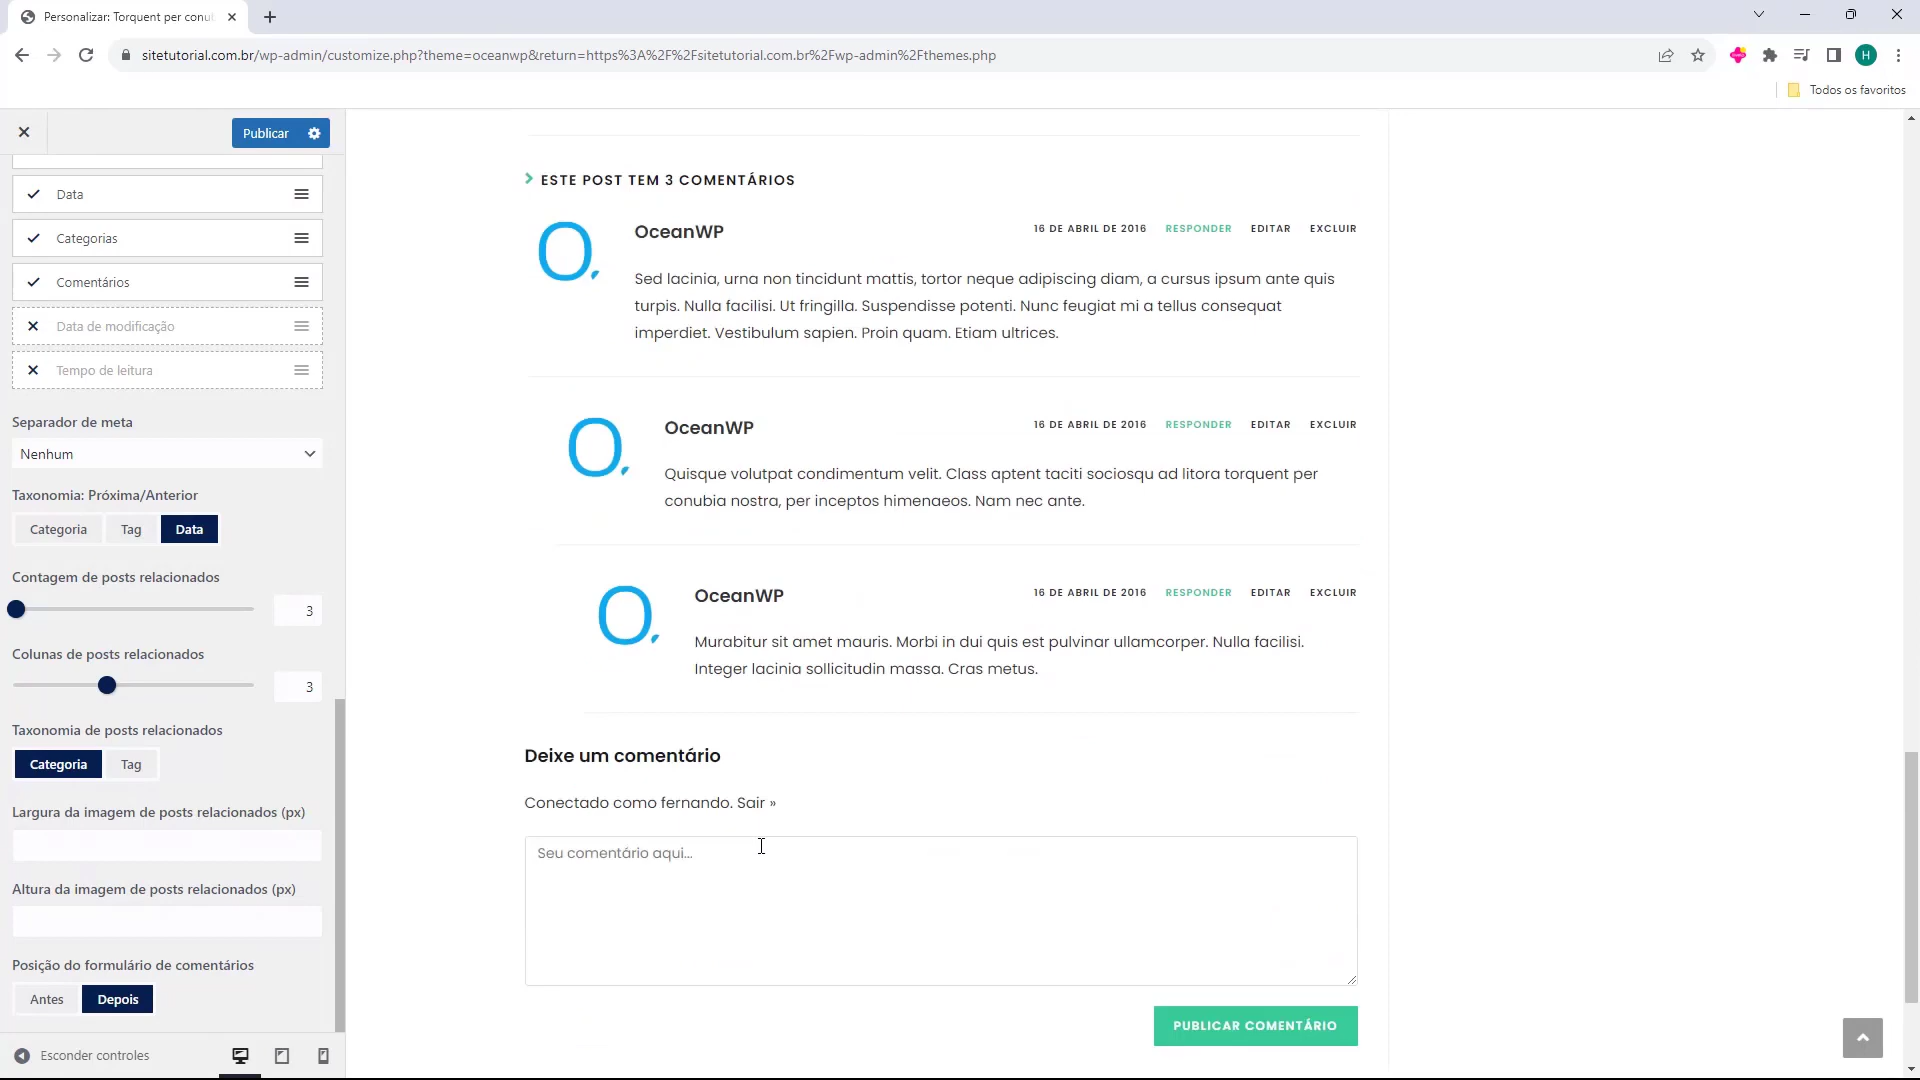 Personalizar: Torquent per conu
sitetutorial.com.br/wp-admin/customize.php?theme=oceanwp&return=https%3A%2F%2Fsitetutorial.com.br%2Fwp-admin%2Fthemes.php
H
Todos os favoritos
Publicar
Data
Categorias
Comentários
Data de modificação
Tempo de leitura
Separador de meta
Nenhum
Taxonomia: Próxima/Anterior
Categoria Tag Data
Contagem de posts relacionados
3
Colunas de posts relacionados
3
Taxonomia de posts relacionados
Categoria Tag
Largura da imagem de posts relacionados (px)
Altura da imagem de posts relacionados (px)
Posição do formulário de comentários
Antes Depois
Esconder controles
ESTE POST TEM 3 COMENTÁRIOS
O,
OceanWP 16 DE ABRIL DE 2016 RESPONDER EDITAR EXCLUIR
Sed lacinia, urna non tincidunt mattis, tortor neque adipiscing diam, a cursus ipsum ante quis
turpis. Nulla facilisi. Ut fringilla. Suspendisse potenti. Nunc feugiat mi a tellus consequat
imperdiet. Vestibulum sapien. Proin quam. Etiam ultrices.
O,
OceanWP 16 DE ABRIL DE 2016 RESPONDER EDITAR EXCLUIR
Quisque volutpat condimentum velit. Class aptent taciti sociosqu ad litora torquent per
conubia nostra, per inceptos himenaeos. Nam nec ante.
O,
OceanWP 16 DE ABRIL DE 2016 RESPONDER EDITAR EXCLUIR
Murabitur sit amet mauris. Morbi in dui quis est pulvinar ullamcorper. Nulla facilisi.
Integer lacinia sollicitudin massa. Cras metus.
Deixe um comentário
Conectado como fernando. Sair »
Seu comentário aqui...
PUBLICAR COMENTÁRIO